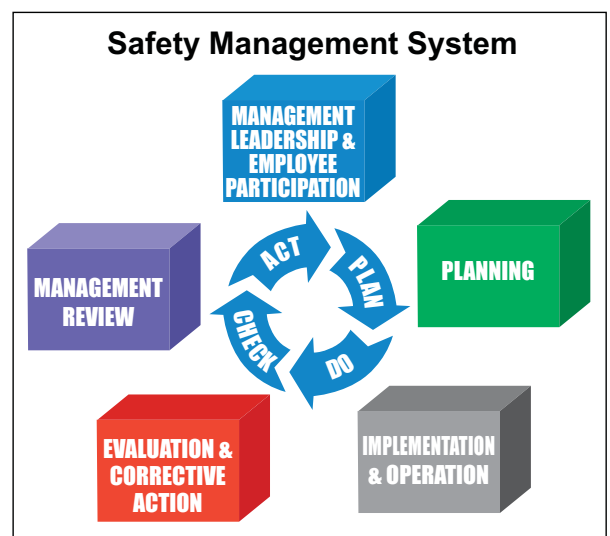 Safety Management System
MANAGEMENT
LEADERSHIP &
EMPLOYEE
PARTICIPATION
ACT
PLAN
PLANNING
MANAGEMENT
REVIEW
CHECK
DO
EVALUATION &
CORRECTIVE
ACTION
IMPLEMENTATION
& OPERATION